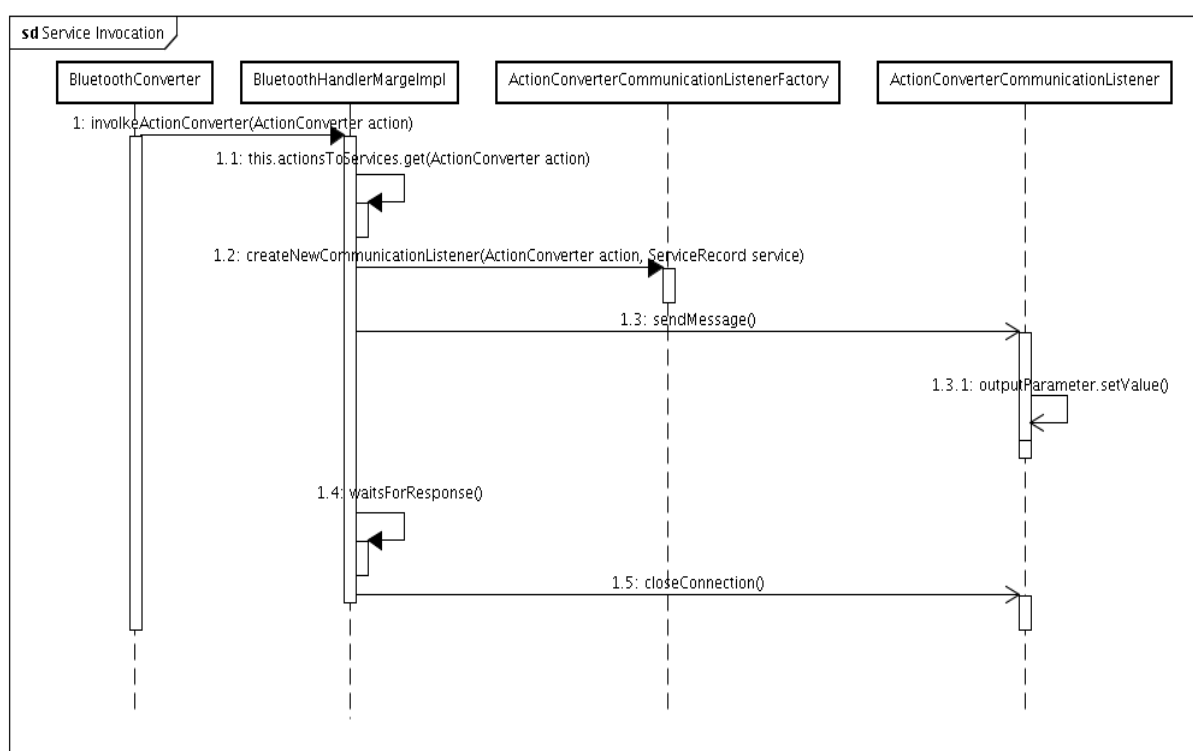 sd Service Invocation
BluetoothConverter
BluetoothHandlerMargeImpl
ActionConverterCommunicationListenerFactory
ActionConverterCommunicationListener
1: involkeActionConverter(ActionConverter action)
1.1: this.actionsToServices.get(ActionConverter action)
1.2: createNewCommunicationListener(ActionConverter action, ServiceRecord service)
1.3: sendMessage()
1.3.1: outputParameter.setValue()
1.4: waitsForResponse()
1.5: closeConnection()